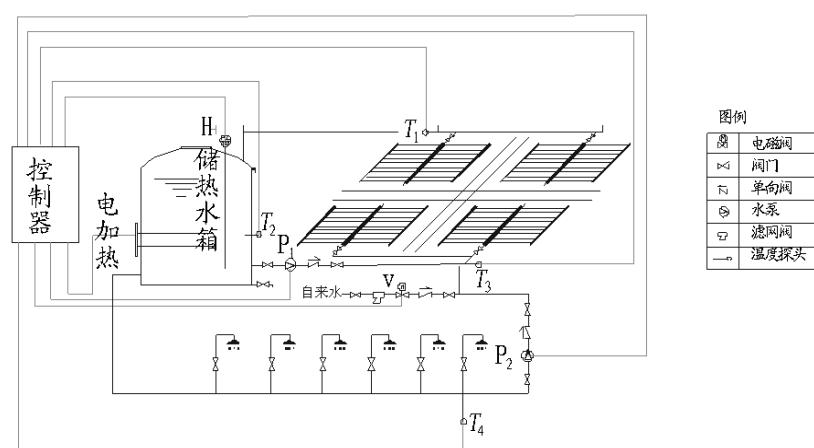 控制器
电加热
储热水箱
H
T1
T2
P1
T3
V
自来水
P2
T4
图例
电磁阀
阀门
单向阀
水泵
滤网阀
温度探头